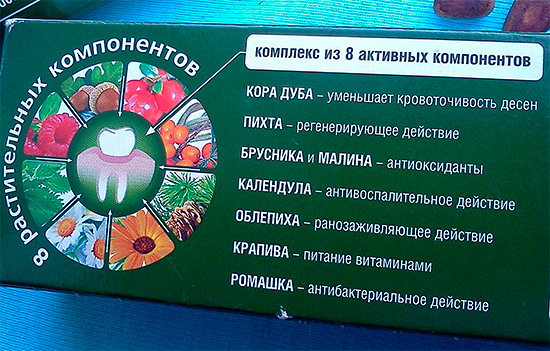 8 растительных компонентов
комплекс из 8 активных компонентов
КОРА ДУБА – уменьшает кровоточивость десен
ПИХТА – регенерирующее действие
БРУСНИКА и МАЛИНА – антиоксиданты
КАЛЕНДУЛА – антивоспалительное действие
ОБЛЕПИХА – ранозаживляющее действие
КРАПИВА – питание витаминами
РОМАШКА – антибактериальное действие